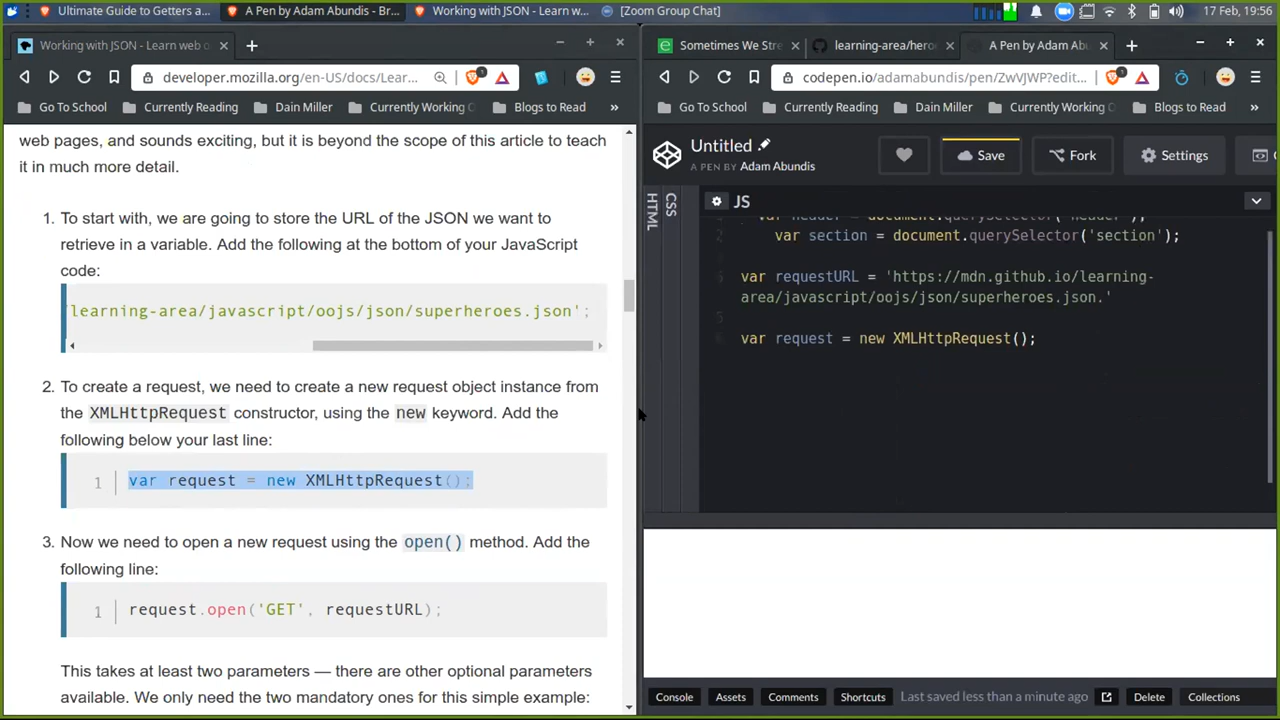 Ultimate Guide to Getters a...
A Pen by Adam Abundis - Br...
Working with JSON - Learn w...
[Zoom Group Chat]
17 Feb, 19:56
Working with JSON - Learn web o
developer.mozilla.org/en-US/docs/Lear...
Go To School
Currently Reading
Dain Miller
Currently Working O
Blogs to Read
web pages, and sounds exciting, but it is beyond the scope of this article to teach
it in much more detail.
1. To start with, we are going to store the URL of the JSON we want to
retrieve in a variable. Add the following at the bottom of your JavaScript
code:
learning-area/javascript/oojs/json/superheroes.json';
2. To create a request, we need to create a new request object instance from
the XMLHttpRequest constructor, using the new keyword. Add the
following below your last line:
1 var request = new XMLHttpRequest();
3. Now we need to open a new request using the open() method. Add the
following line:
1 request.open('GET', requestURL);
This takes at least two parameters — there are other optional parameters
available. We only need the two mandatory ones for this simple example:
Sometimes We Stre
learning-area/hero
A Pen by Adam Abu
codepen.io/adamabundis/pen/ZwVJWP?edit...
Go To School
Currently Reading
Dain Miller
Currently Working O
Blogs to Read
Untitled
A PEN BY Adam Abundis
Save
Fork
Settings
HTML
CSS
JS
var header = document.querySelector('header');
2 var section = document.querySelector('section');
var requestURL = 'https://mdn.github.io/learning-
area/javascript/oojs/json/superheroes.json.'
var request = new XMLHttpRequest();
Console
Assets
Comments
Shortcuts
Last saved less than a minute ago
Delete
Collections